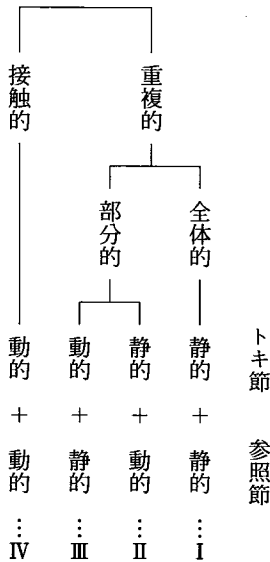 トキ節 参照節
重複的
全体的
静的 + 静的 …Ⅰ
部分的
静的 + 動的 …Ⅱ
動的 + 静的 …Ⅲ
接触的
動的 + 動的 …Ⅳ